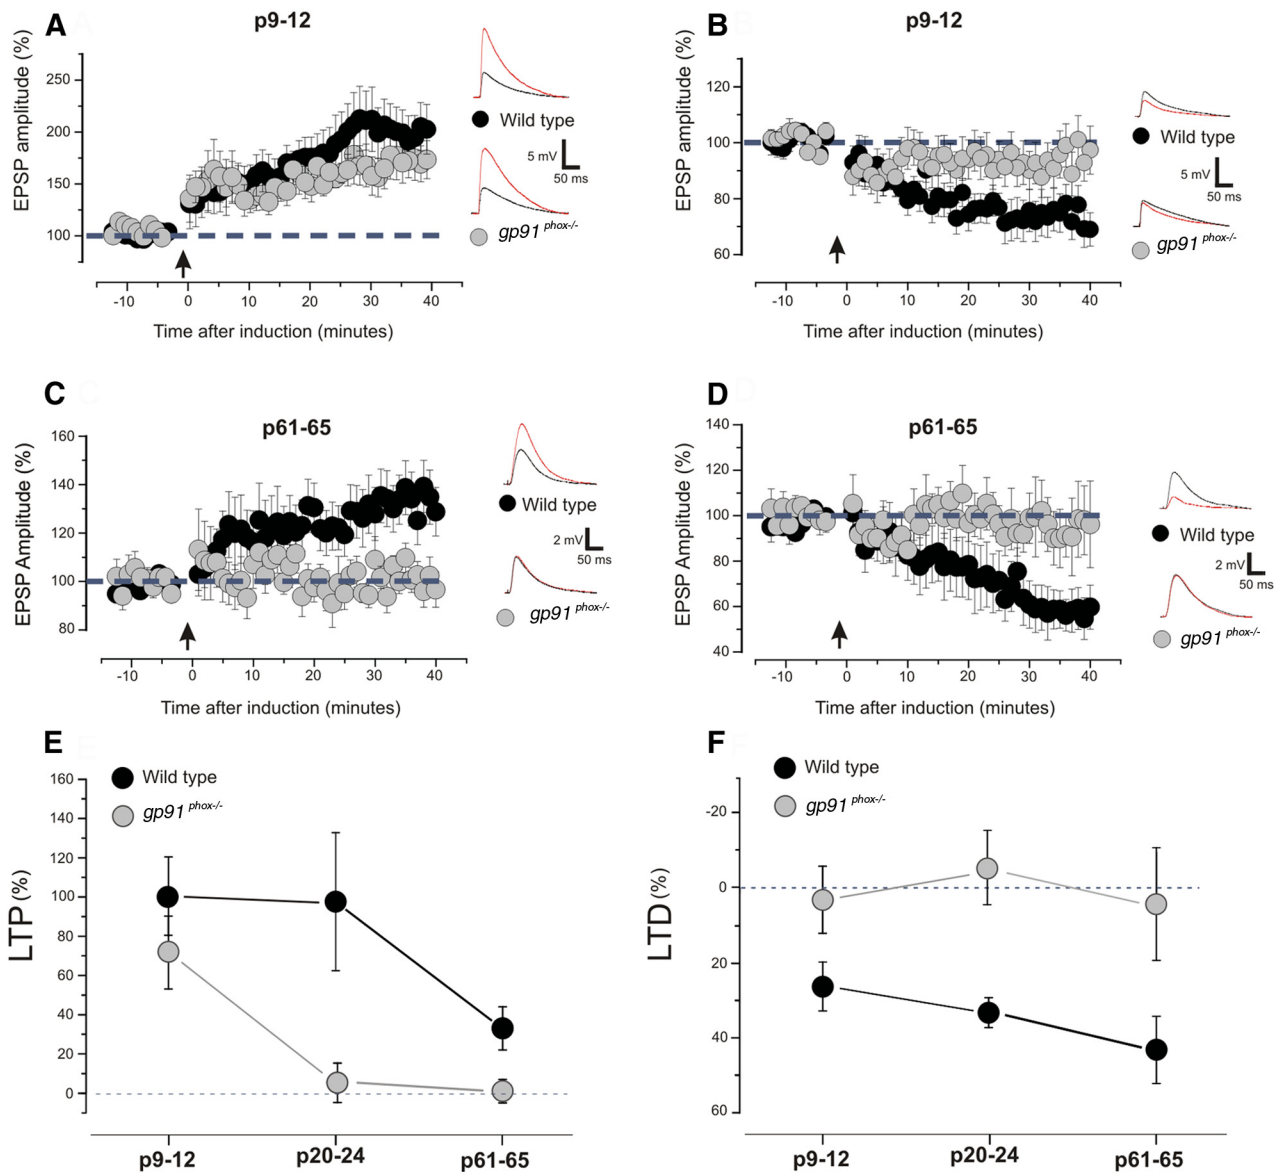 A
p9-12
EPSP Amplitude (%)
250
200
150
100
-10 0 10 20 30 40
Time after induction (minutes)
Wild type
5 mV
50 ms
gp91 phox-/-
B
p9-12
EPSP amplitude (%)
120
100
80
60
-10 0 10 20 30 40
Time after induction (minutes)
Wild type
5 mV
50 ms
gp91 phox-/-
C
p61-65
EPSP Amplitude (%)
160
140
120
100
80
-10 0 10 20 30 40
Time after induction (minutes)
Wild type
2 mV
50 ms
gp91 phox-/-
D
p61-65
EPSP Amplitude (%)
140
120
100
80
60
40
-10 0 10 20 30 40
Time after induction (minutes)
Wild type
2 mV
50 ms
gp91 phox-/-
E
Wild type
gp91 phox-/-
LTP (%)
160
140
120
100
80
60
40
20
0
p9-12 p20-24 p61-65
F
Wild type
gp91 phox-/-
LTD (%)
-20
0
20
40
60
p9-12 p20-24 p61-65